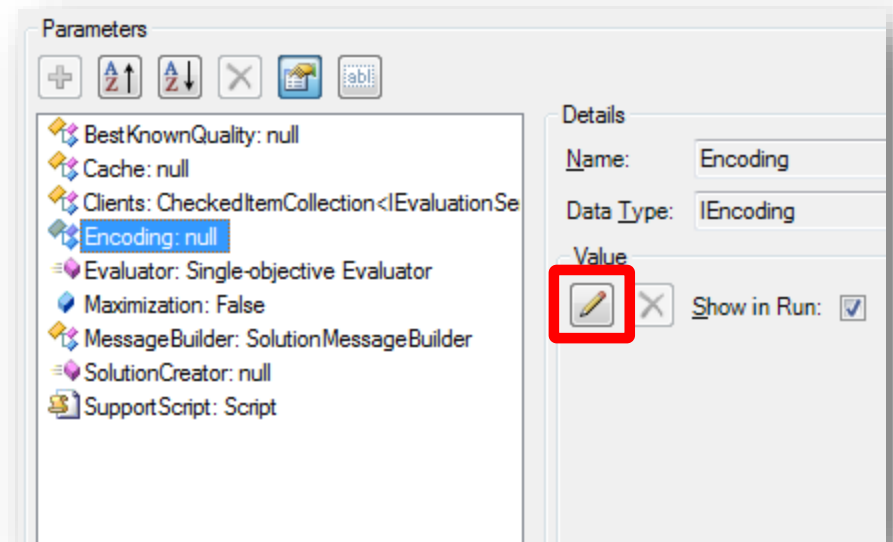 Parameters
BestKnownQuality: null
Cache: null
Clients: CheckedItemCollection<IEvaluationSe
Encoding: null
Evaluator: Single-objective Evaluator
Maximization: False
MessageBuilder: SolutionMessageBuilder
SolutionCreator: null
SupportScript: Script
Details
Name: Encoding
Data Type: IEncoding
Value
Show in Run: